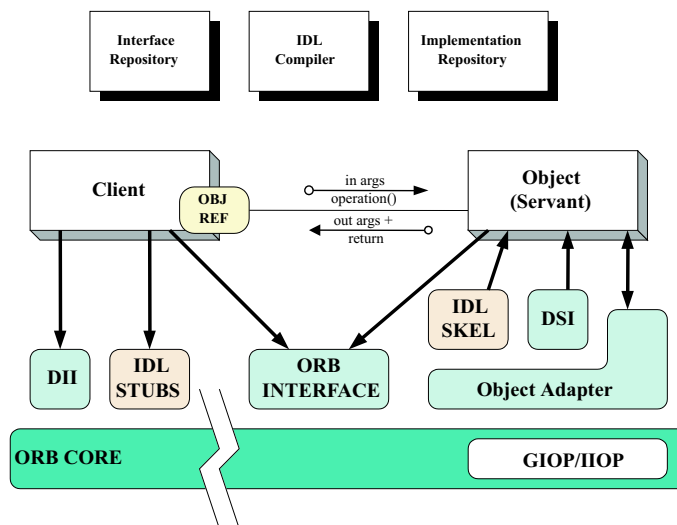 Interface
Repository
IDL
Compiler
Implementation
Repository
Client
OBJ
REF
in args
operation()
out args +
return
Object
(Servant)
DII
IDL
STUBS
ORB
INTERFACE
IDL
SKEL
DSI
Object Adapter
ORB CORE
GIOP/IIOP